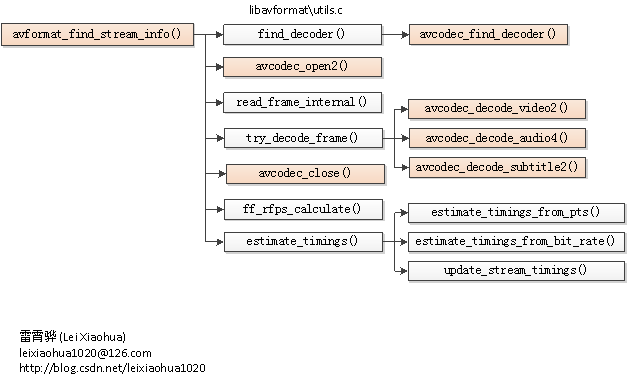 libavformat\utils.c
avformat_find_stream_info()
find_decoder()
avcodec_find_decoder()
avcodec_open2()
read_frame_internal()
try_decode_frame()
avcodec_decode_video2()
avcodec_decode_audio4()
avcodec_decode_subtitle2()
avcodec_close()
ff_rfps_calculate()
estimate_timings()
estimate_timings_from_pts()
estimate_timings_from_bit_rate()
update_stream_timings()
雷霄骅 (Lei Xiaohua)
leixiaohua1020@126.com
http://blog.csdn.net/leixiaohua1020